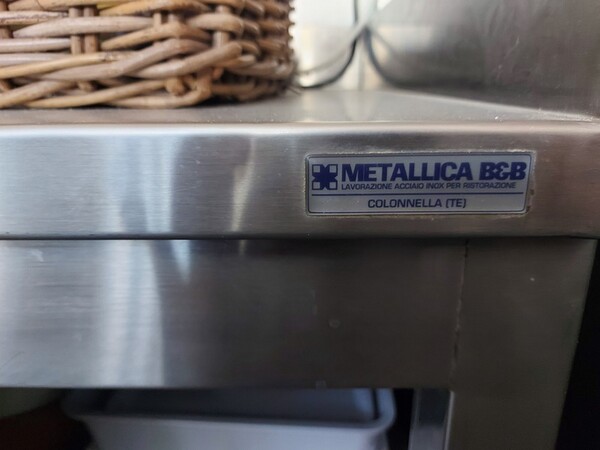 METALLICA B&B
LAVORAZIONE ACCIAIO INOX PER RISTORAZIONE
COLONNELLA (TE)